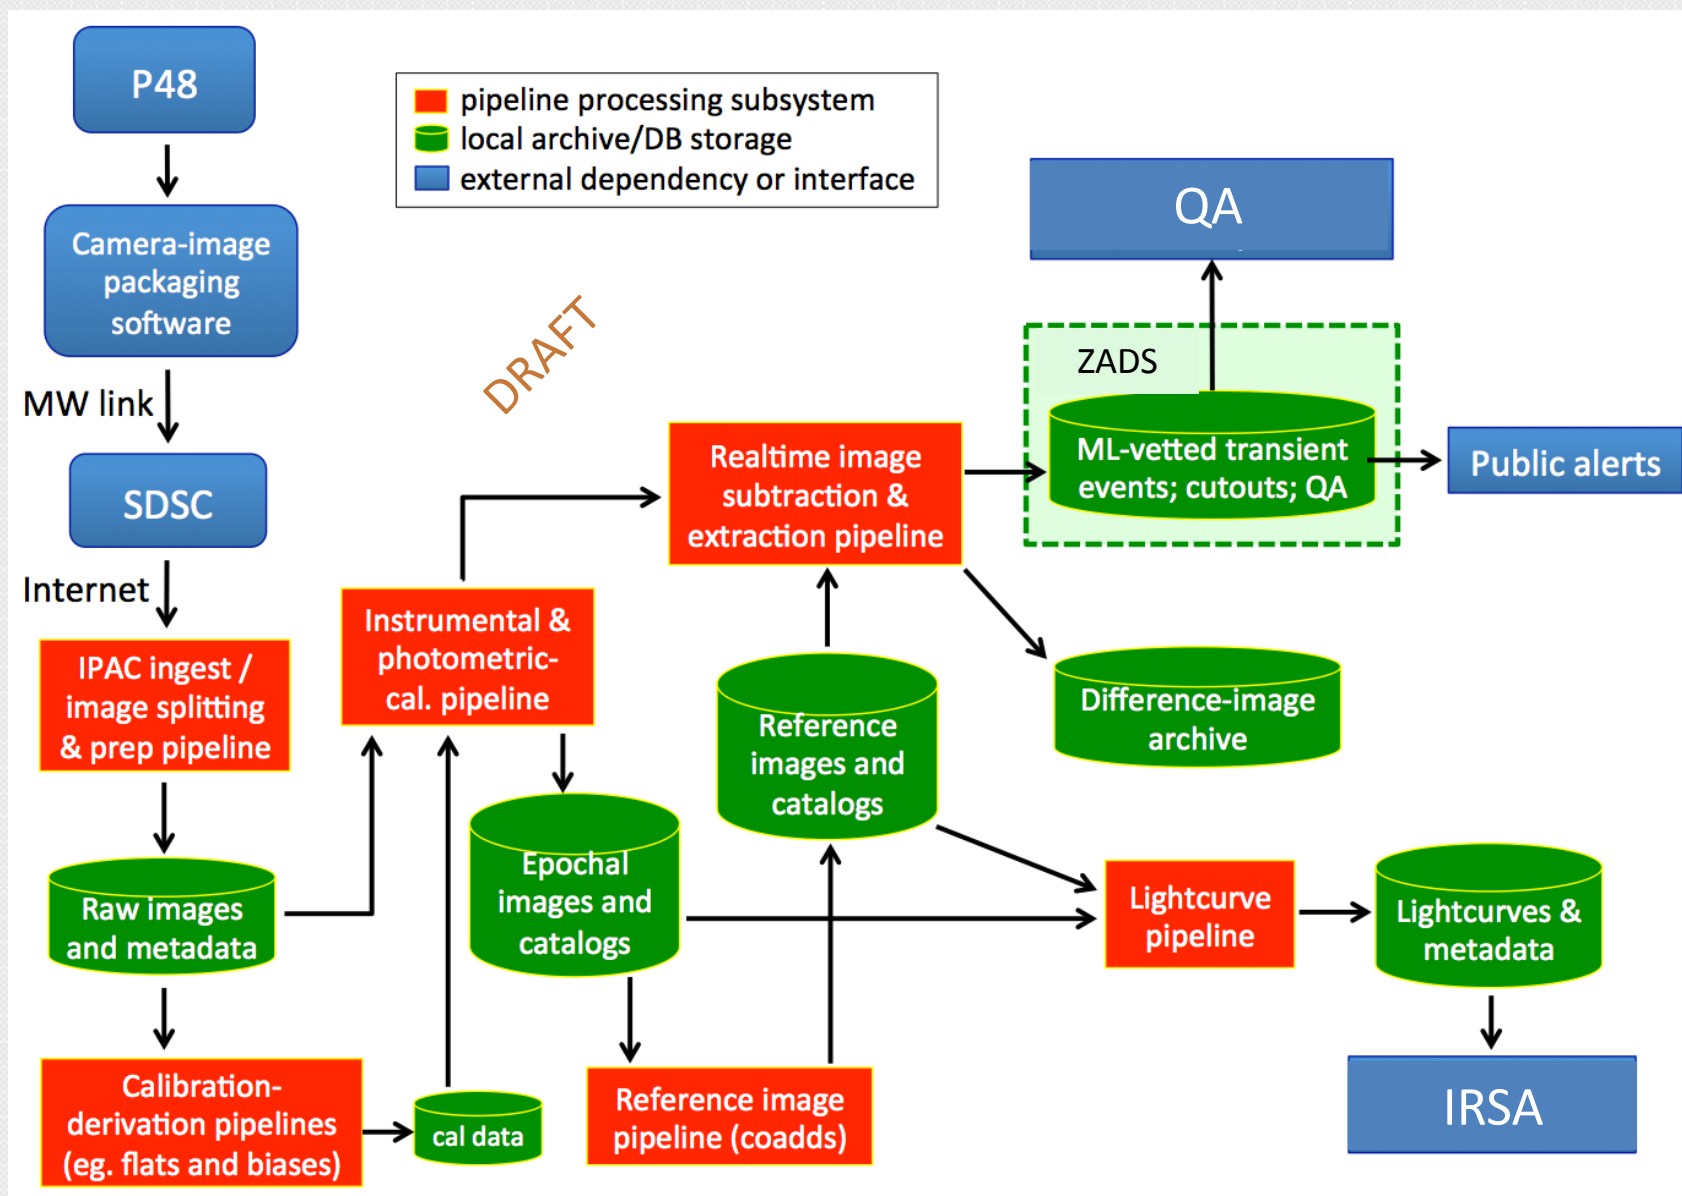 P48
pipeline processing subsystem
local archive/DB storage
external dependency or interface
QA
Camera-image
packaging
software
DRAFT
ZADS
MW link
SDSC
Realtime image
subtraction &
extraction pipeline
ML-vetted transient
events; cutouts; QA
Public alerts
Internet
IPAC ingest /
image splitting
& prep pipeline
Instrumental &
photometric-
cal. pipeline
Reference
images and
catalogs
Difference-image
archive
Raw images
and metadata
Epochal
images and
catalogs
Lightcurve
pipeline
Lightcurves &
metadata
Calibration-
derivation pipelines
(eg. flats and biases)
cal data
Reference image
pipeline (coadds)
IRSA